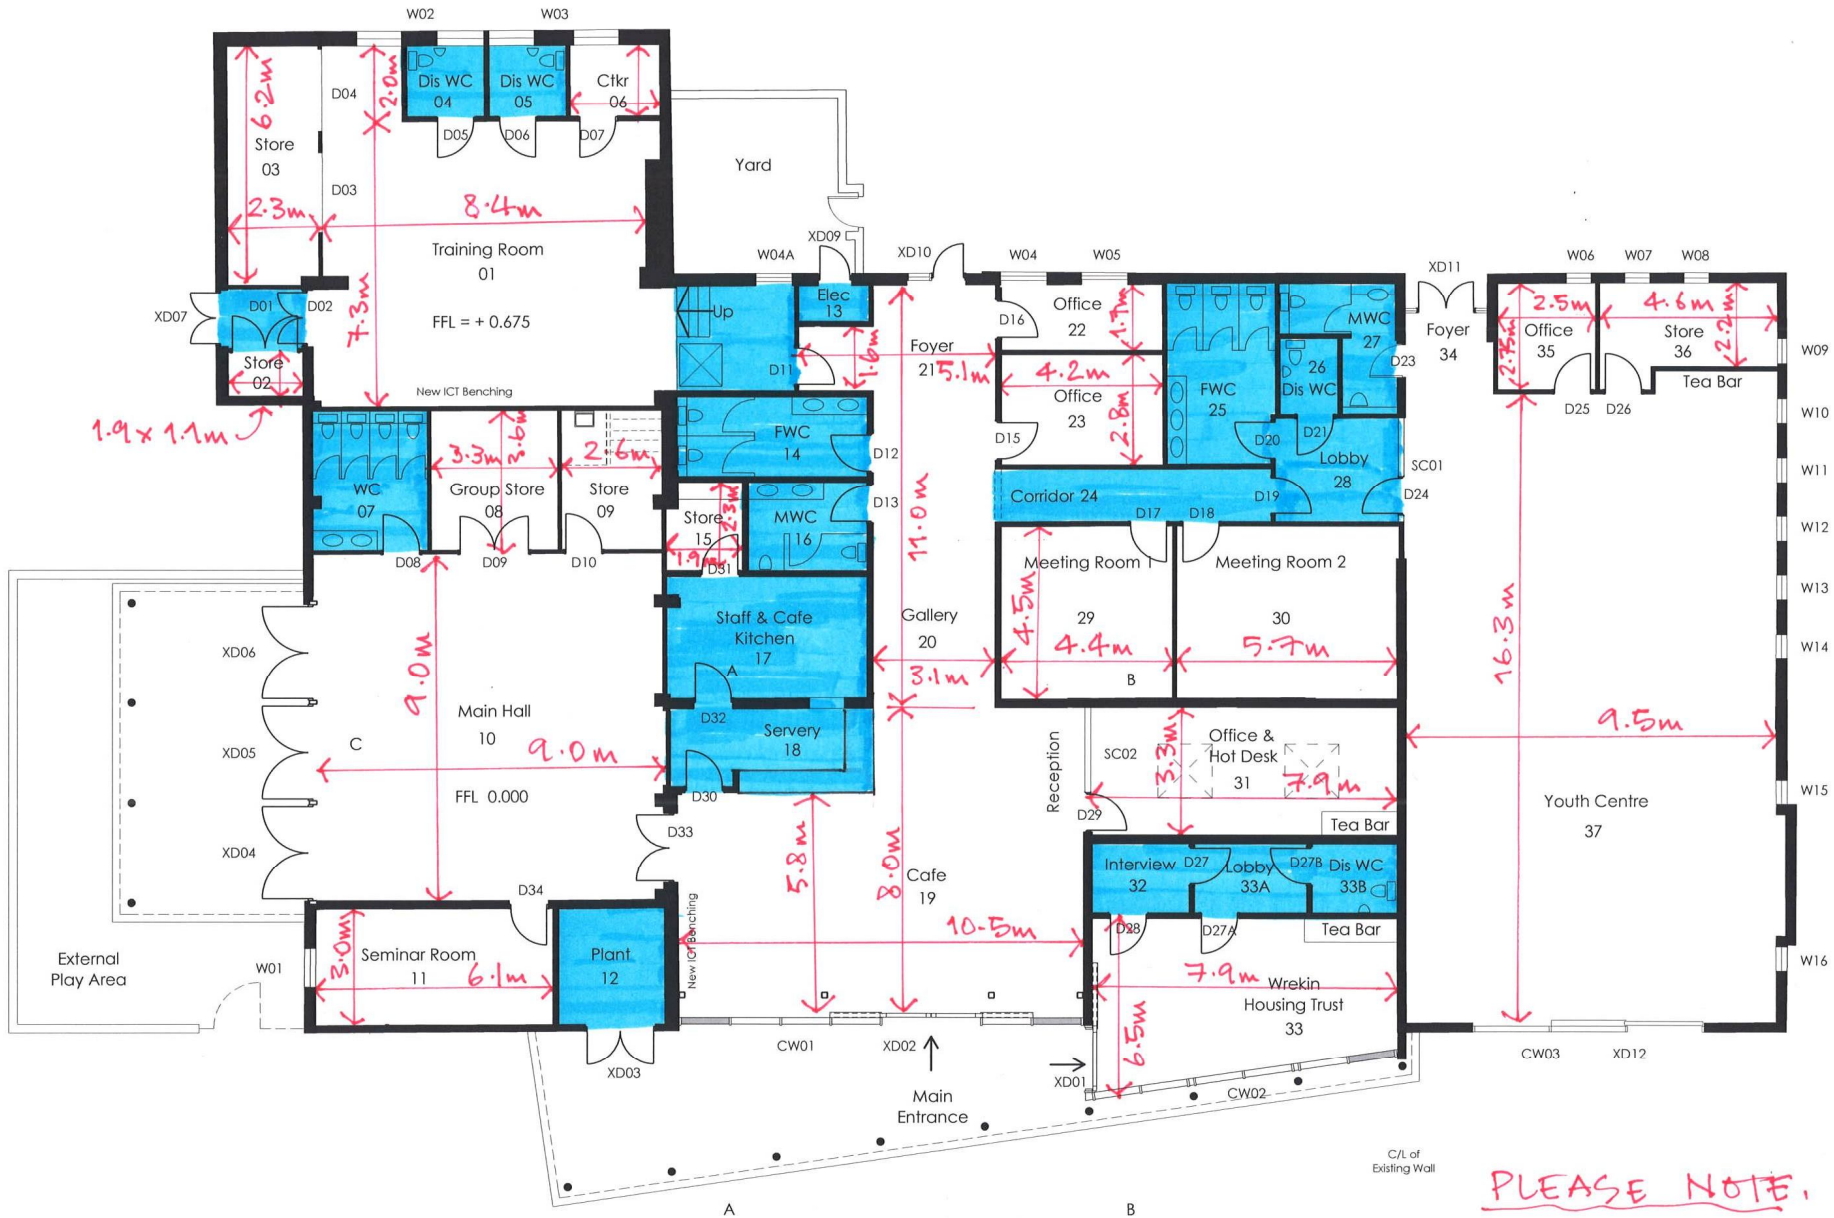 W02
W03
6.2m
D04
2.0m
Dis WC
04
Dis WC
05
Ctkr
06
D05
D06
D07
Store
03
Yard
D03
2.3m
8.4m
Training Room
01
W04A
XD09
XD10
W04
W05
XD11
W06
W07
W08
XD07
D01
D02
7.3m
FFL = + 0.675
Up
Elec
13
Foyer
21
D16
Office
22
1.7m
MWC
27
Foyer
34
2.5m
Office
35
2.75m
4.6m
Store
36
2.2m
W09
Store
02
1.9 x 1.1m
New ICT Benching
D11
1.6m
5.1m
4.2m
Office
23
2.8m
D15
FWC
25
26
Dis WC
D23
Tea Bar
D25
D26
W10
3.3m
3.6m
2.6m
FWC
14
D12
D20
D21
Lobby
28
SC01
W11
WC
07
Group Store
08
Store
09
Store
15
2.3m
1.9m
MWC
16
D13
Corridor 24
D19
D24
D17
D18
W12
D08
D09
D10
D31
11.0m
Meeting Room 1
29
Meeting Room 2
30
W13
Staff & Cafe
Kitchen
17
A
Gallery
20
4.5m
4.4m
5.7m
B
16.3m
W14
XD06
9.0m
3.1m
Main Hall
10
C
XD05
9.0m
D32
Servery
18
Reception
SC02
3.3m
Office &
Hot Desk
31
7.9m
9.5m
FFL 0.000
D30
D29
Tea Bar
Youth Centre
37
W15
XD04
D33
5.8m
8.0m
Cafe
19
Interview
32
D27
Lobby
33A
D27B
Dis WC
33B
D34
New ICT Benching
10.5m
D28
D27A
Tea Bar
External
Play Area
W01
3.0m
Seminar Room
11
6.1m
Plant
12
7.9m
Wrekin
Housing Trust
33
6.5m
W16
XD03
CW01
XD02
XD01
CW02
CW03
XD12
Main
Entrance
C/L of
Existing Wall
A
B
PLEASE NOTE.